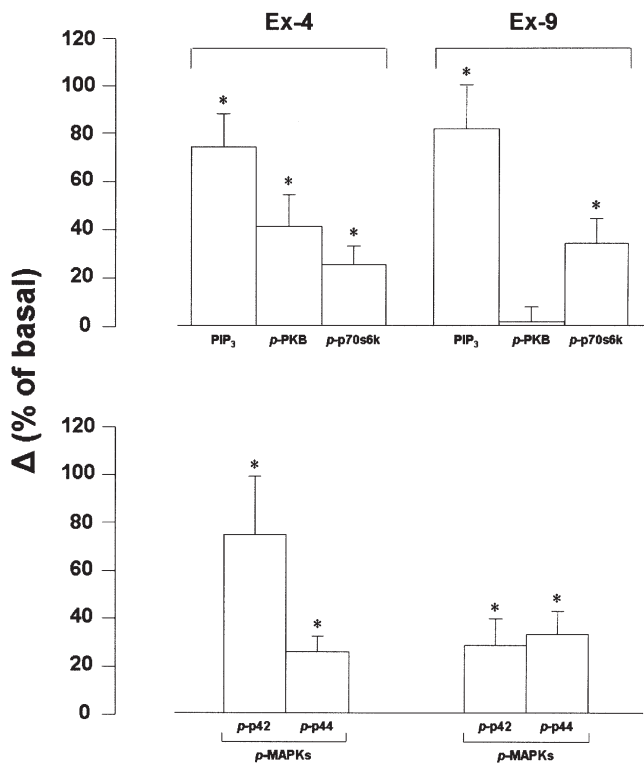 Ex-4 Ex-9
120
100
80
60
40
20
0
* * * * *
PIP₃ p-PKB p-p70s6k PIP₃ p-PKB p-p70s6k
Δ (% of basal)
120
100
80
60
40
20
0
* * * *
p-p42 p-p44 p-p42 p-p44
p-MAPKs p-MAPKs